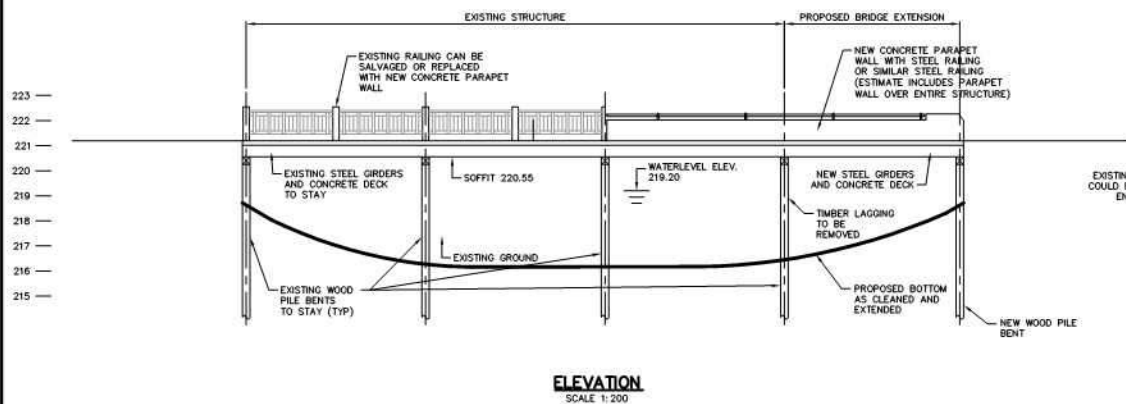 EXISTING STRUCTURE
PROPOSED BRIDGE EXTENSION
EXISTING RAILING CAN BE
SALVAGED OR REPLACED
WITH NEW CONCRETE PARAPET
WALL
NEW CONCRETE PARAPET
WALL WITH STEEL RAILING
OR SIMILAR STEEL RAILING
(ESTIMATE INCLUDES PARAPET
WALL OVER ENTIRE STRUCTURE)
223
222
221
220
219
218
217
216
215
EXISTING STEEL GIRDERS
AND CONCRETE DECK
TO STAY
SOFFIT 220.55
WATERLEVEL ELEV.
219.20
NEW STEEL GIRDERS
AND CONCRETE DECK
TIMBER LAGGING
TO BE
REMOVED
EXISTING GROUND
EXISTING WOOD
PILE BENTS
TO STAY (TYP)
PROPOSED BOTTOM
AS CLEANED AND
EXTENDED
NEW WOOD PILE
BENT
EXISTIN
COULD
EN
ELEVATION
SCALE 1:200